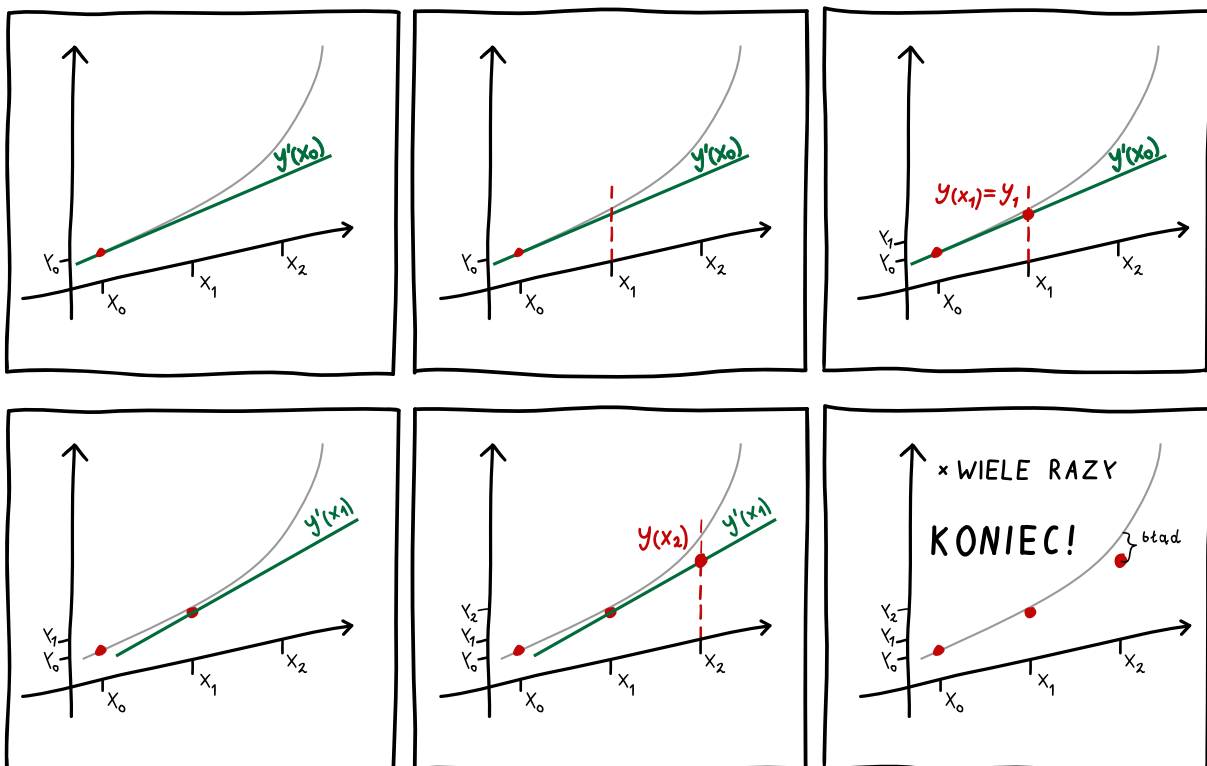 y'(x₀)
Y₀
X₀
X₁
X₂
y'(x₀)
Y₀
X₀
X₁
X₂
y'(x₀)
y(x₁)=y₁
Y₁
Y₀
X₀
X₁
X₂
y'(x₁)
Y₁
Y₀
X₀
X₁
X₂
y'(x₁)
y(x₂)
Y₂
Y₁
Y₀
X₀
X₁
X₂
× WIELE RAZY
KONIEC!
błąd
Y₂
Y₁
Y₀
X₀
X₁
X₂